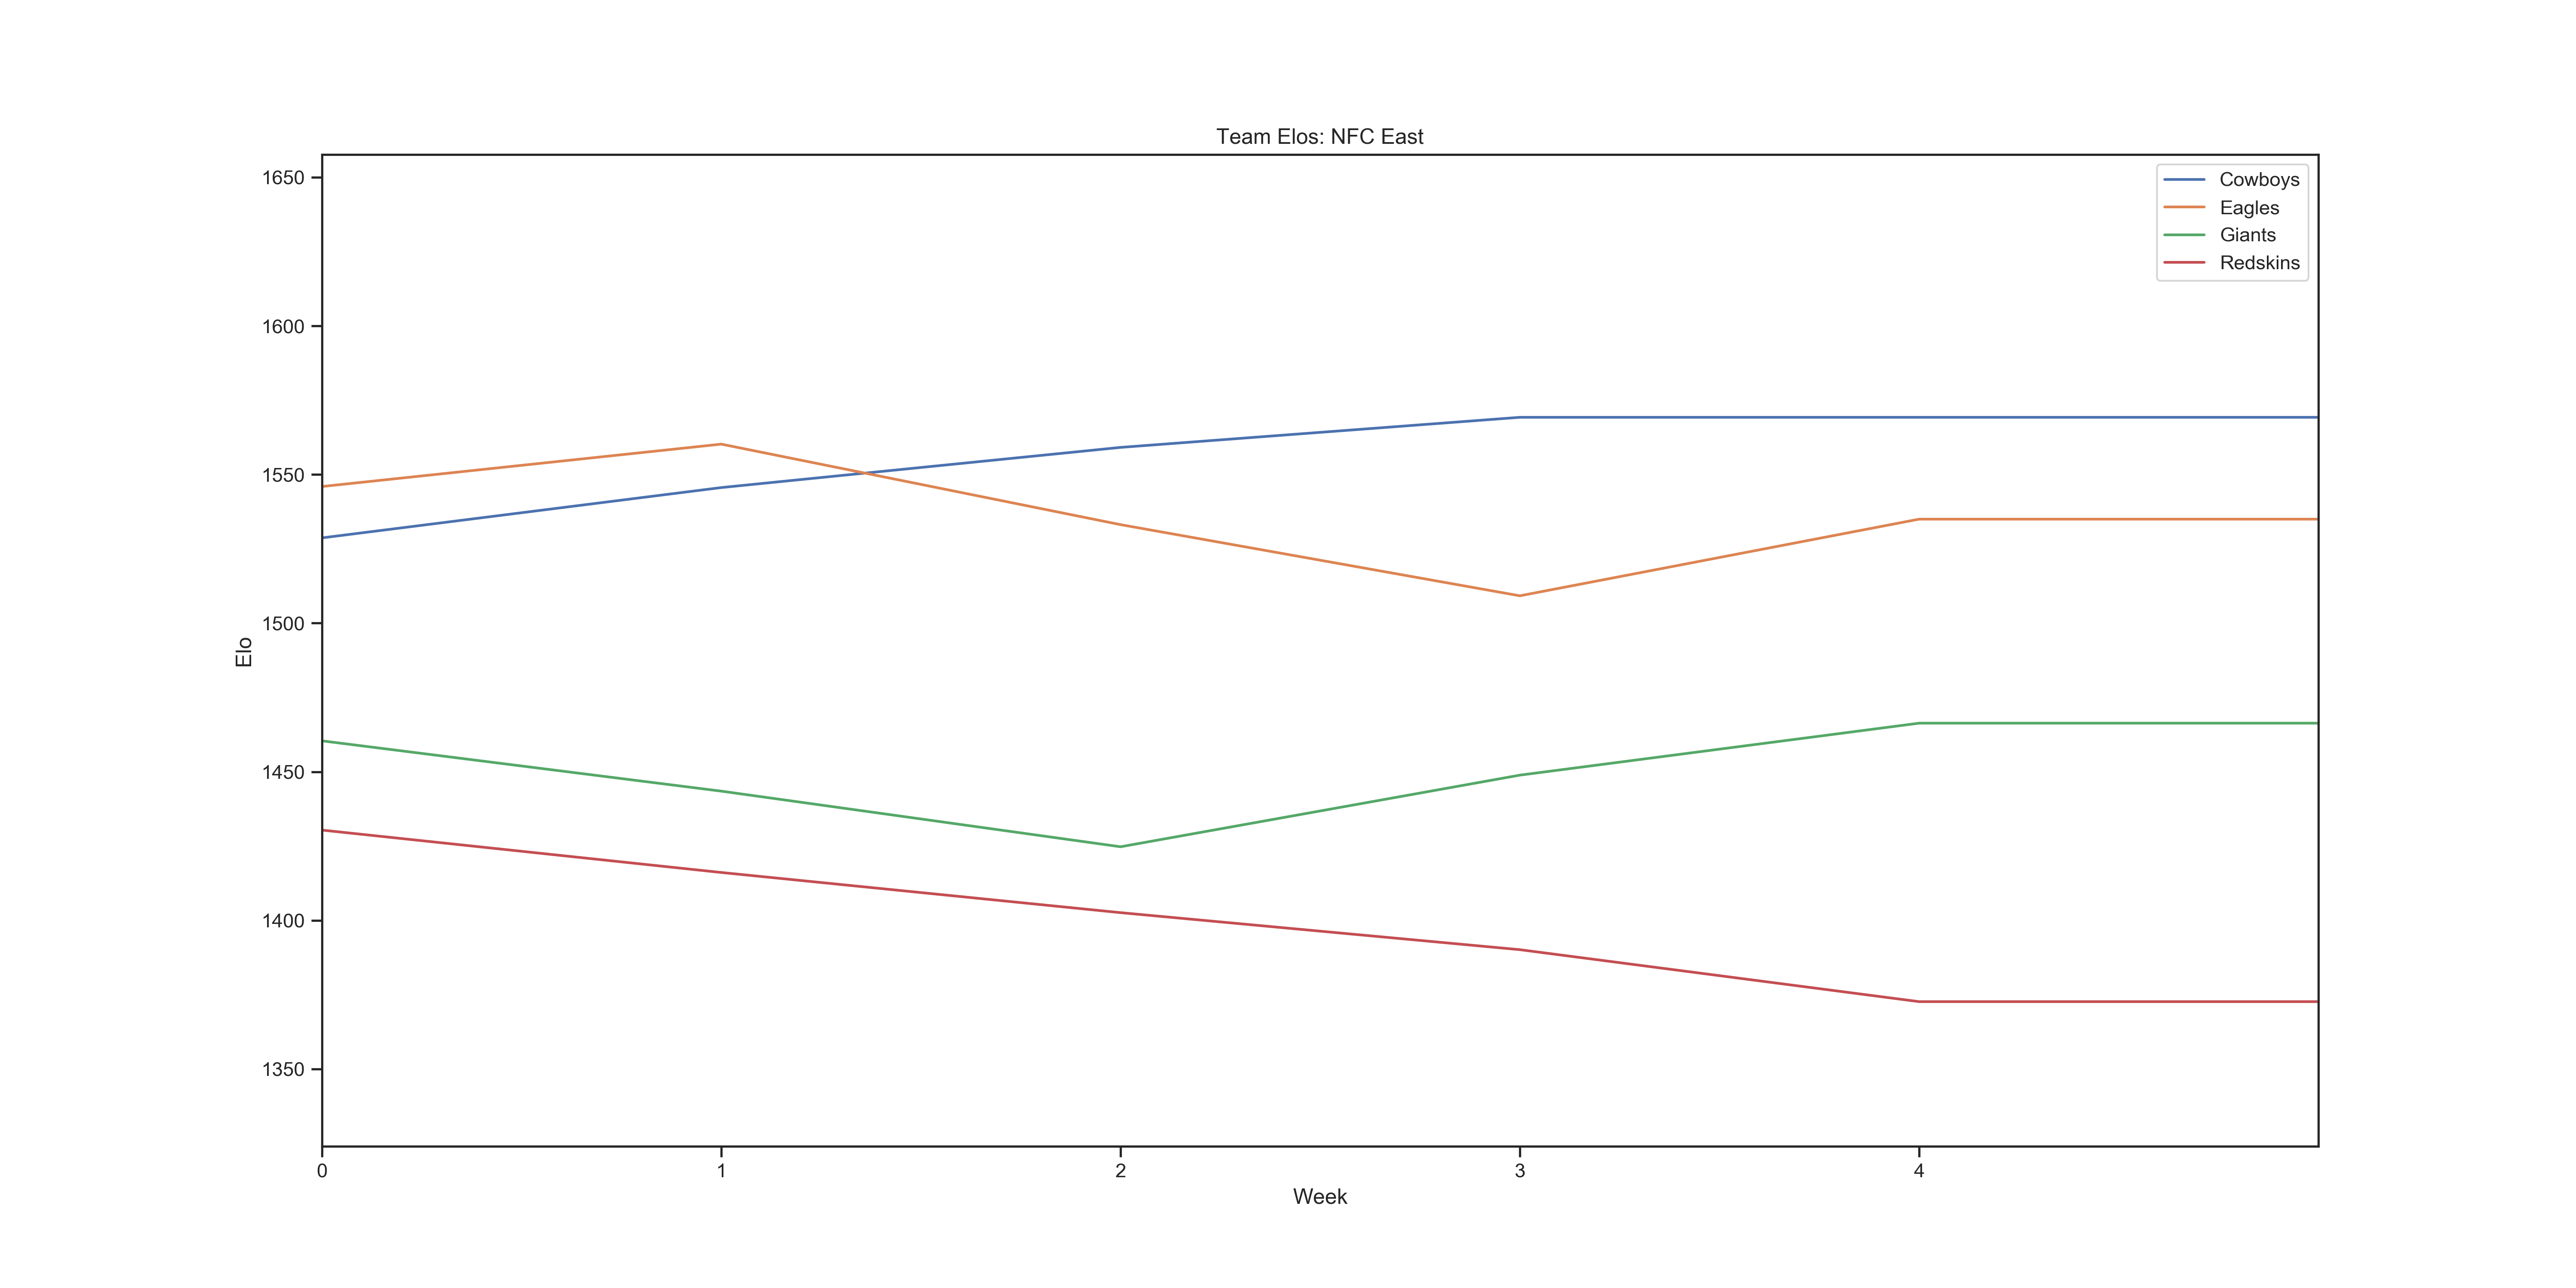 Team Elos: NFC East
Cowboys
Eagles
Giants
Redskins
1650
1600
1550
1500
1450
1400
1350
Elo
0 1 2 3 4
Week